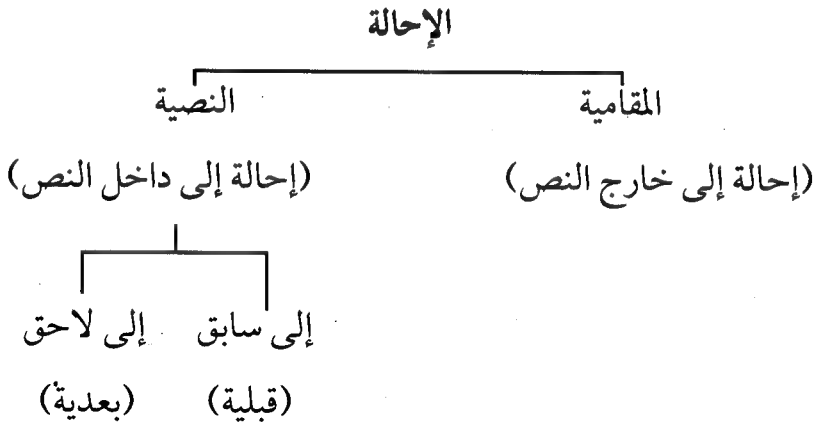 الإحالة
المقامية النصية
(إحالة إلى خارج النص) (إحالة إلى داخل النص)
إلى سابق إلى لاحق
(قبلية) (بعدية)